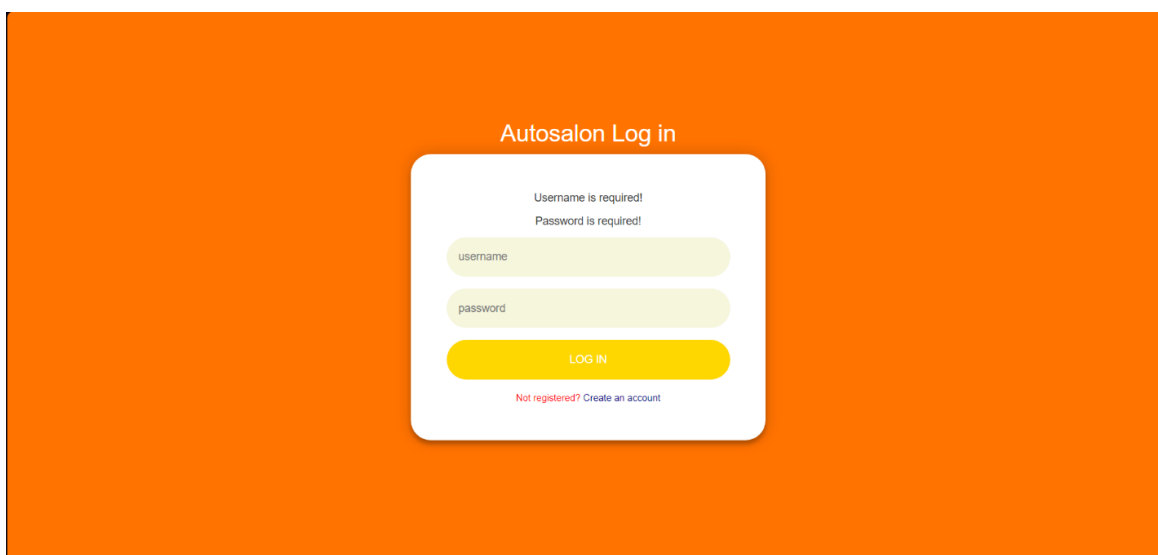 Autosalon Log in
Username is required!
Password is required!
username
password
LOG IN
Not registered? Create an account